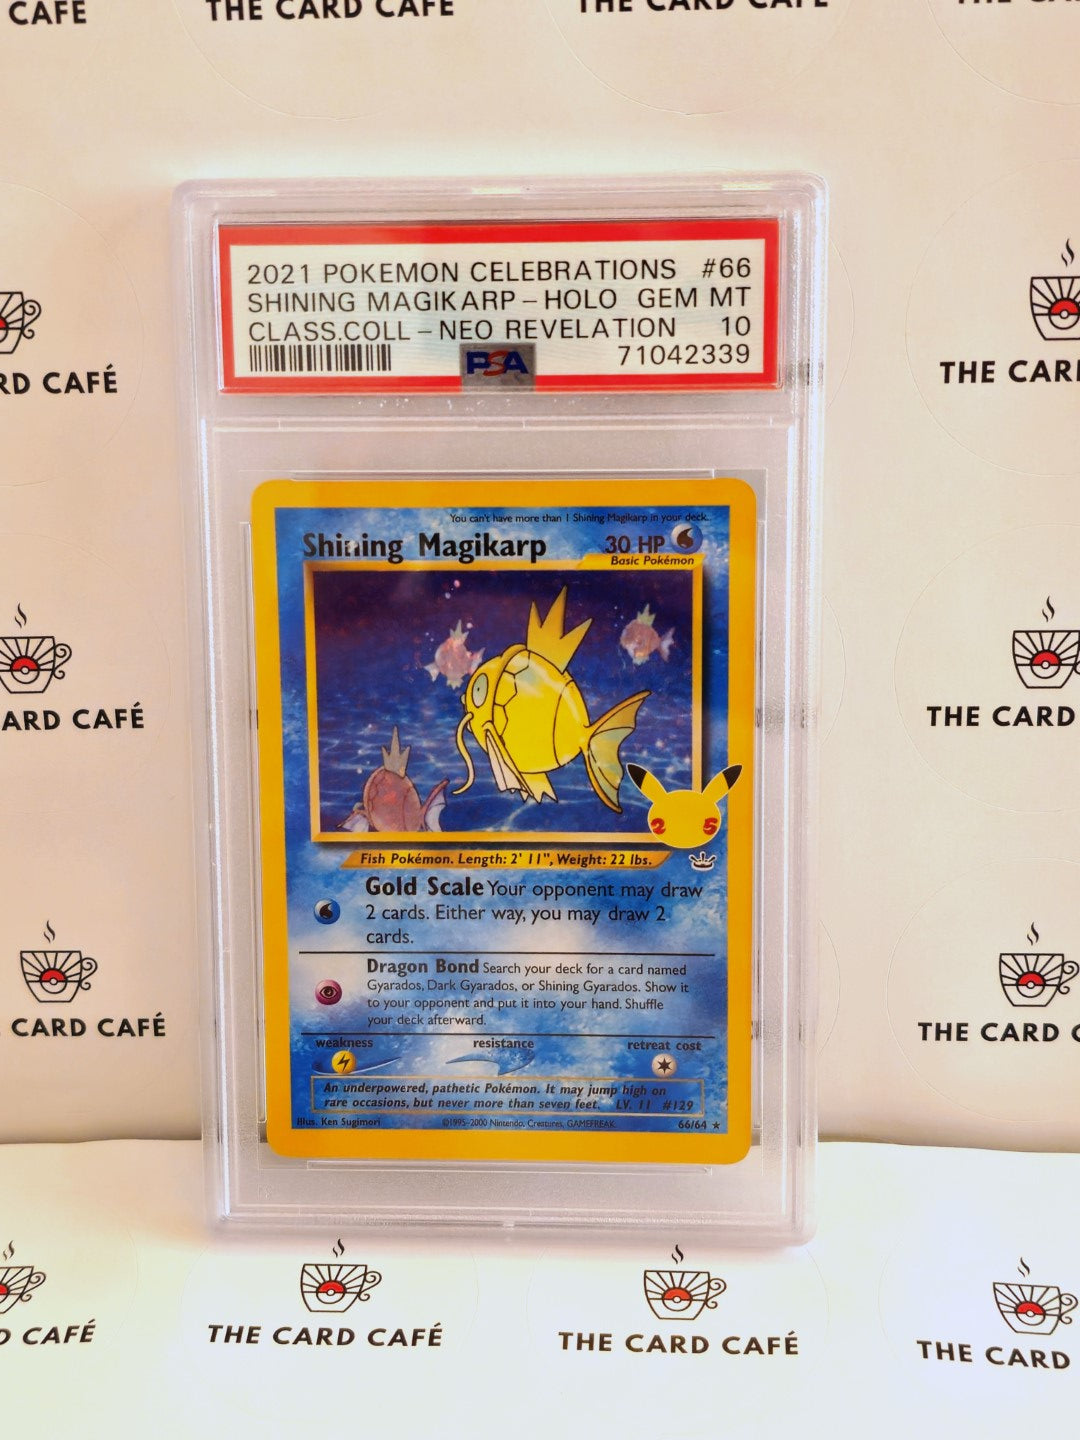 CAFÉ
THE CARD CAFÉ
THE CARD CAFÉ
2021 POKEMON CELEBRATIONS #66
SHINING MAGIKARP – HOLO GEM MT
CLASS.COLL – NEO REVELATION 10
PSA 71042339
RD CAFÉ
THE CAR
You can't have more than 1 Shining Magikarp in your deck.
Shining Magikarp 30 HP
Basic Pokémon
ARD CAFÉ
THE CARD
2 5
Fish Pokémon. Length: 2' 11", Weight: 22 lbs.
Gold Scale Your opponent may draw
2 cards. Either way, you may draw 2
cards.
Dragon Bond Search your deck for a card named
Gyarados, Dark Gyarados, or Shining Gyarados. Show it
to your opponent and put it into your hand. Shuffle
your deck afterward.
CARD CAFÉ
THE CARD
weakness resistance retreat cost
An underpowered, pathetic Pokémon. It may jump high on
rare occasions, but never more than seven feet. LV. 11 #129
Illus. Ken Sugimori ©1995-2000 Nintendo, Creatures, GAMEFREAK. 66/64 ★
D CAFÉ
THE CARD CAFÉ
THE CARD CAFÉ
THE CARD